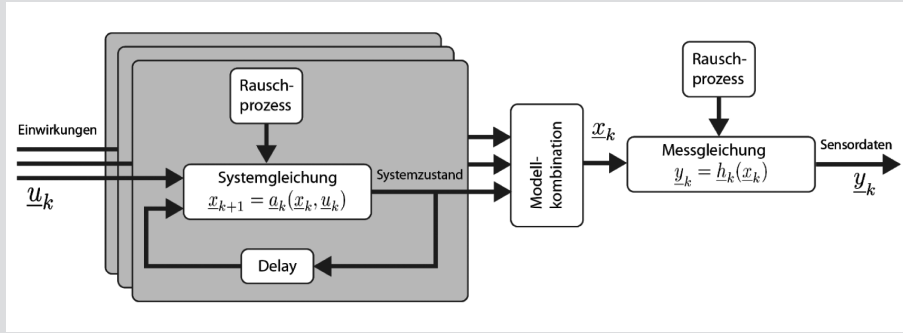 Einwirkungen
u_k
Rausch-
prozess
Systemgleichung
x_{k+1} = a_k(x_k, u_k)
Systemzustand
Delay
Modell-
kombination
x_k
Rausch-
prozess
Messgleichung
y_k = h_k(x_k)
Sensordaten
y_k